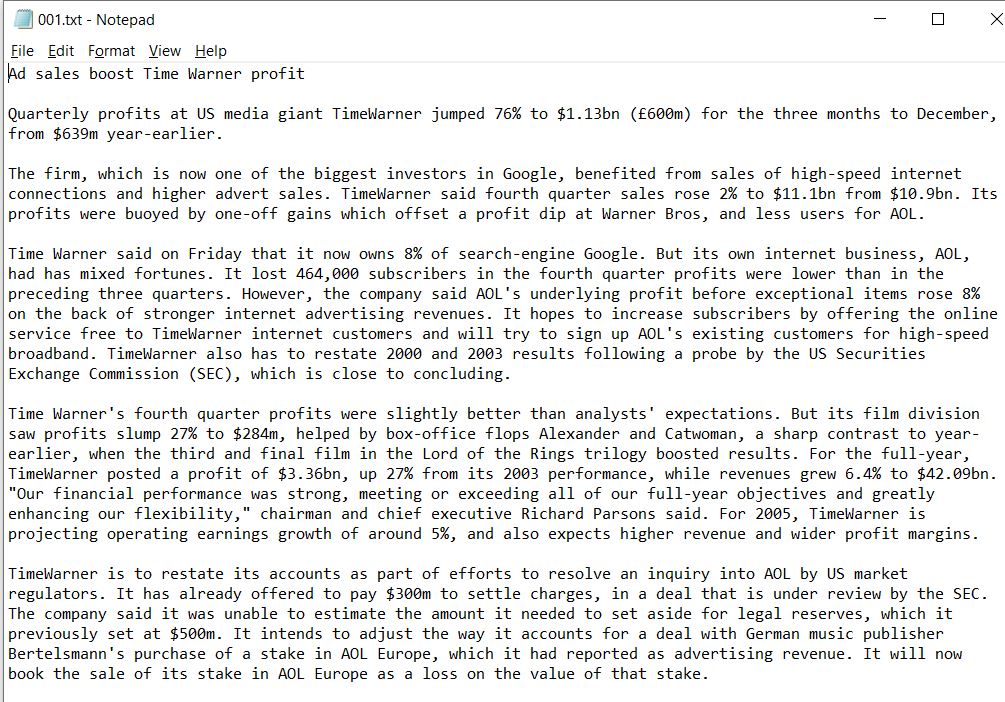 001.txt - Notepad
File Edit Format View Help
Ad sales boost Time Warner profit
Quarterly profits at US media giant TimeWarner jumped 76% to $1.13bn (£600m) for the three months to December,
from $639m year-earlier.
The firm, which is now one of the biggest investors in Google, benefited from sales of high-speed internet
connections and higher advert sales. TimeWarner said fourth quarter sales rose 2% to $11.1bn from $10.9bn. Its
profits were buoyed by one-off gains which offset a profit dip at Warner Bros, and less users for AOL.
Time Warner said on Friday that it now owns 8% of search-engine Google. But its own internet business, AOL,
had has mixed fortunes. It lost 464,000 subscribers in the fourth quarter profits were lower than in the
preceding three quarters. However, the company said AOL's underlying profit before exceptional items rose 8%
on the back of stronger internet advertising revenues. It hopes to increase subscribers by offering the online
service free to TimeWarner internet customers and will try to sign up AOL's existing customers for high-speed
broadband. TimeWarner also has to restate 2000 and 2003 results following a probe by the US Securities
Exchange Commission (SEC), which is close to concluding.
Time Warner's fourth quarter profits were slightly better than analysts' expectations. But its film division
saw profits slump 27% to $284m, helped by box-office flops Alexander and Catwoman, a sharp contrast to year-
earlier, when the third and final film in the Lord of the Rings trilogy boosted results. For the full-year,
TimeWarner posted a profit of $3.36bn, up 27% from its 2003 performance, while revenues grew 6.4% to $42.09bn.
"Our financial performance was strong, meeting or exceeding all of our full-year objectives and greatly
enhancing our flexibility," chairman and chief executive Richard Parsons said. For 2005, TimeWarner is
projecting operating earnings growth of around 5%, and also expects higher revenue and wider profit margins.
TimeWarner is to restate its accounts as part of efforts to resolve an inquiry into AOL by US market
regulators. It has already offered to pay $300m to settle charges, in a deal that is under review by the SEC.
The company said it was unable to estimate the amount it needed to set aside for legal reserves, which it
previously set at $500m. It intends to adjust the way it accounts for a deal with German music publisher
Bertelsmann's purchase of a stake in AOL Europe, which it had reported as advertising revenue. It will now
book the sale of its stake in AOL Europe as a loss on the value of that stake.